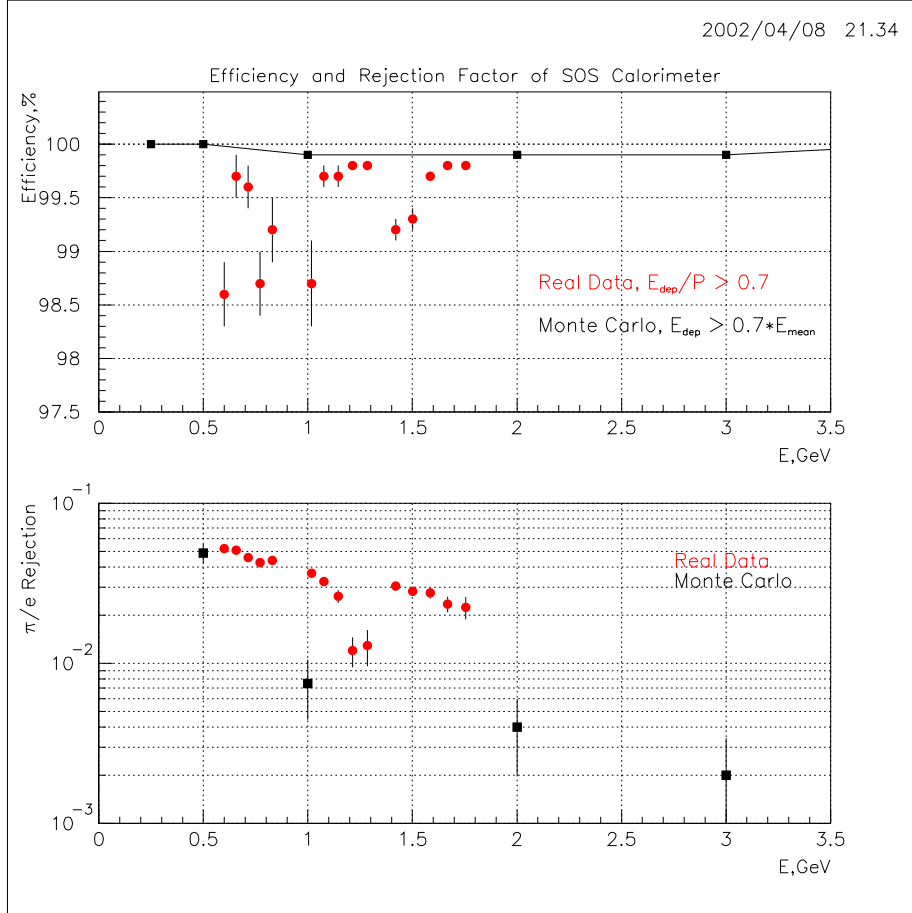 2002/04/08 21.34
Efficiency and Rejection Factor of SOS Calorimeter
Efficiency,%
100
99.5
99
98.5
98
97.5
Real Data, E_dep/P > 0.7
Monte Carlo, E_dep > 0.7*E_mean
0 0.5 1 1.5 2 2.5 3 3.5
E,GeV
π/e Rejection
10^-1
10^-2
10^-3
Real Data
Monte Carlo
0 0.5 1 1.5 2 2.5 3 3.5
E,GeV